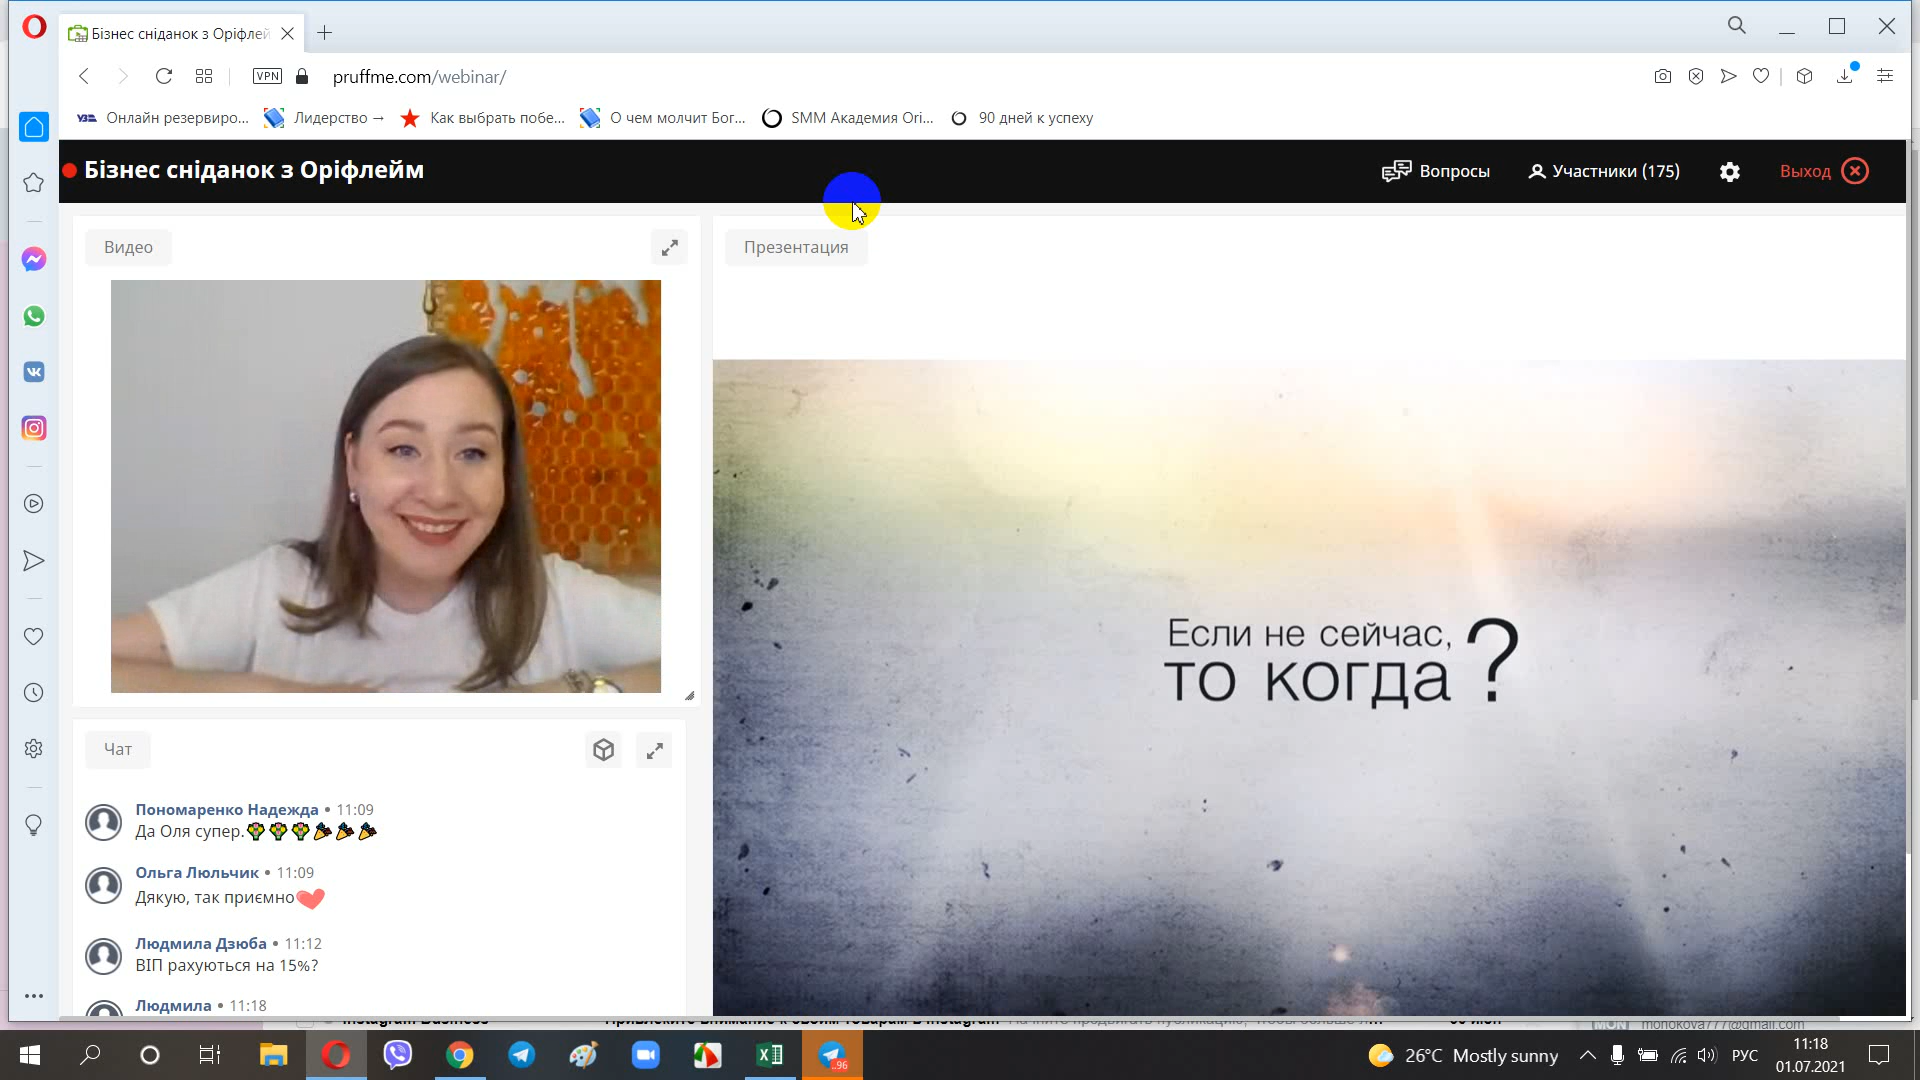 Бізнес сніданок з Оріфлей
VPN
pruffme.com/webinar/
УЗ
Онлайн резервиро...
Лидерство →
Как выбрать побе...
О чем молчит Бог...
SMM Академия Ori...
90 дней к успеху
Бізнес сніданок з Оріфлейм
Вопросы
Участники (175)
Выход
Видео
Презентация
Если не сейчас,
то когда?
Чат
Пономаренко Надежда • 11:09
Да Оля супер.
Ольга Люльчик • 11:09
Дякую, так приємно
Людмила Дзюба • 11:12
ВІП рахуються на 15%?
Людмила • 11:18
96
26°C Mostly sunny
РУС
11:18
01.07.2021